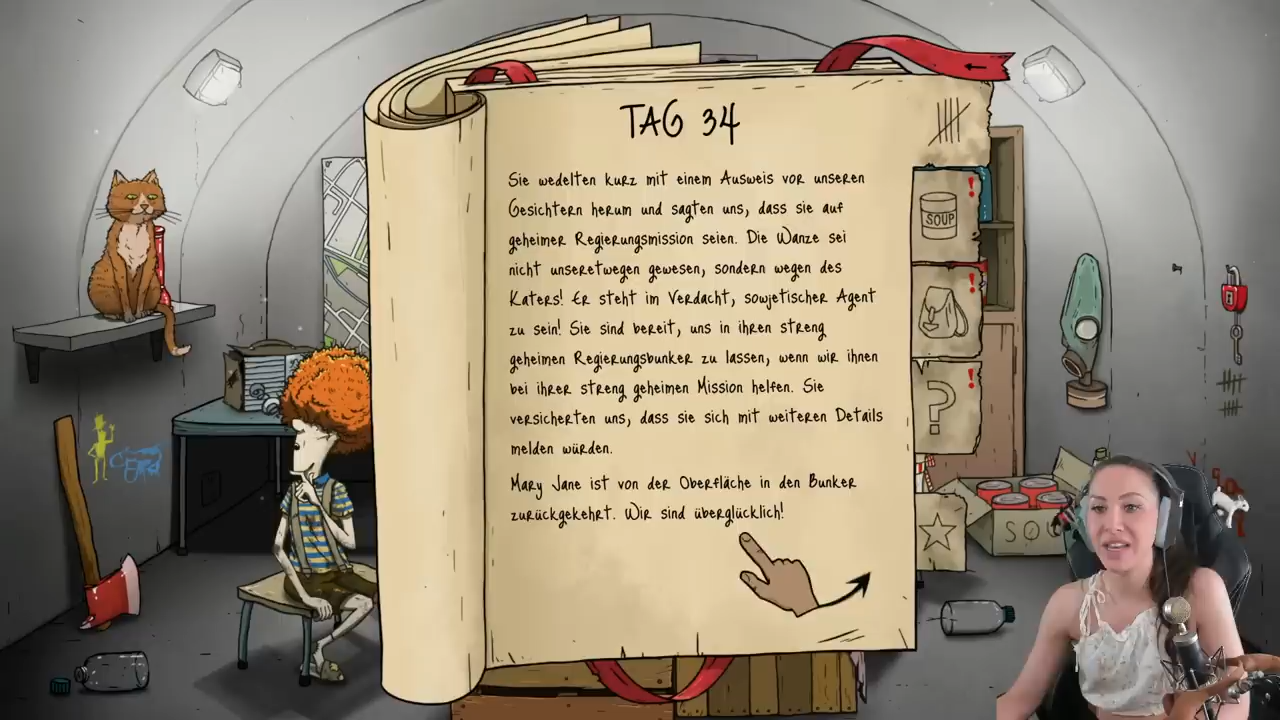 TAG 34
Sie wedelten kurz mit einem Ausweis vor unseren
Gesichtern herum und sagten uns, dass sie auf
geheimer Regierungsmission seien. Die Wanze sei
nicht unseretwegen gewesen, sondern wegen des
Katers! Er steht im Verdacht, sowjetischer Agent
zu sein! Sie sind bereit, uns in ihren streng
geheimen Regierungsbunker zu lassen, wenn wir ihnen
bei ihrer streng geheimen Mission helfen. Sie
versicherten uns, dass sie sich mit weiteren Details
melden würden.
Mary Jane ist von der Oberfläche in den Bunker
zurückgekehrt. Wir sind überglücklich!
!
SOUP
!
!
?
SOU